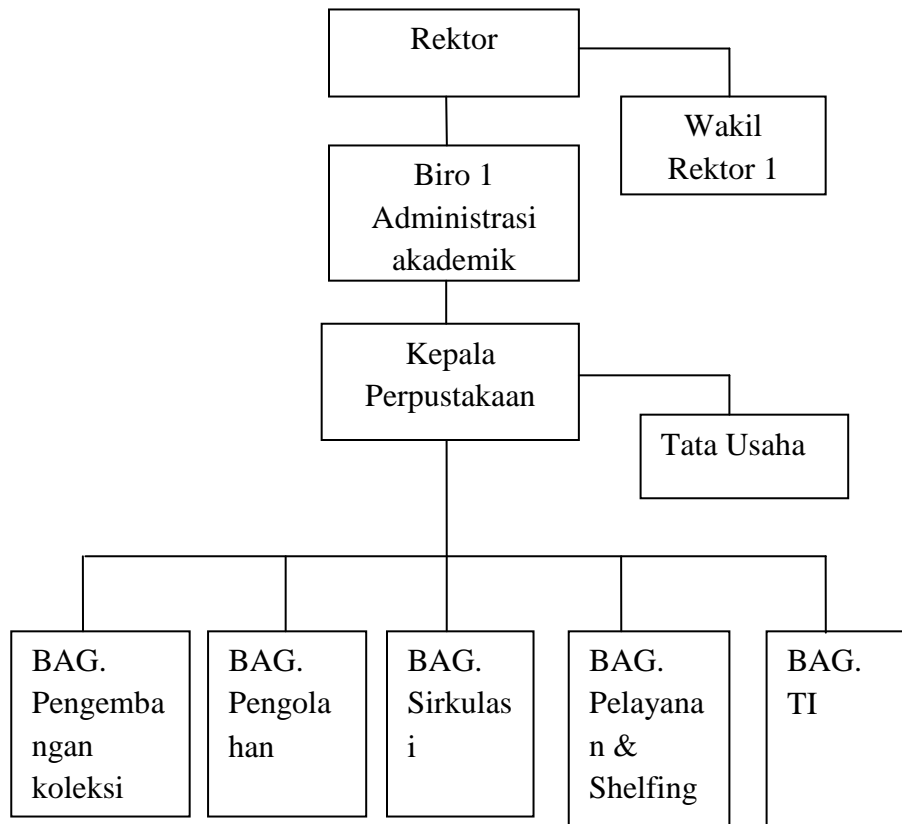 Rektor
Wakil
Rektor 1
Biro 1
Administrasi
akademik
Kepala
Perpustakaan
Tata Usaha
BAG.
Pengemba
ngan
koleksi
BAG.
Pengola
han
BAG.
Sirkulas
i
BAG.
Pelayana
n &
Shelfing
BAG.
TI